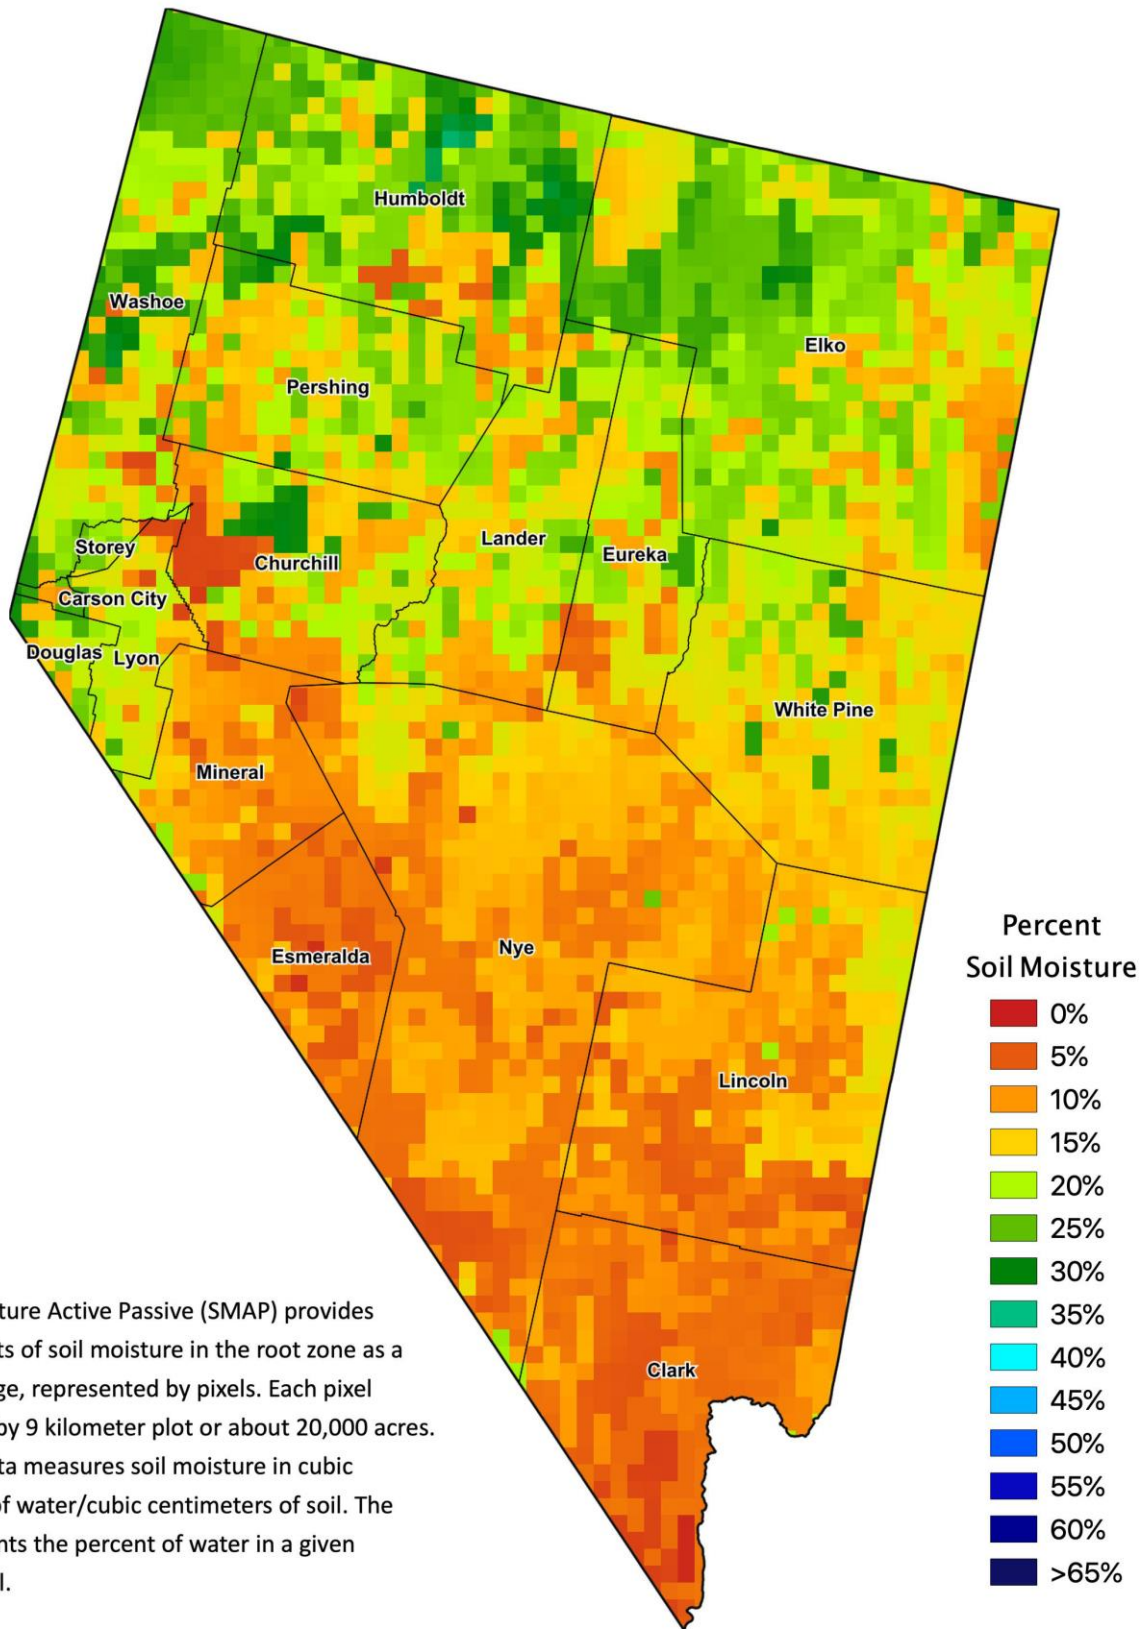 Humboldt
Washoe
Elko
Pershing
Lander
Storey
Churchill
Eureka
Carson City
Douglas
Lyon
White Pine
Mineral
Esmeralda
Nye
Lincoln
Clark
Percent
Soil Moisture
0%
5%
10%
15%
20%
25%
30%
35%
40%
45%
50%
55%
60%
>65%
ture Active Passive (SMAP) provides
ts of soil moisture in the root zone as a
ge, represented by pixels. Each pixel
by 9 kilometer plot or about 20,000 acres.
ta measures soil moisture in cubic
of water/cubic centimeters of soil. The
nts the percent of water in a given
l.